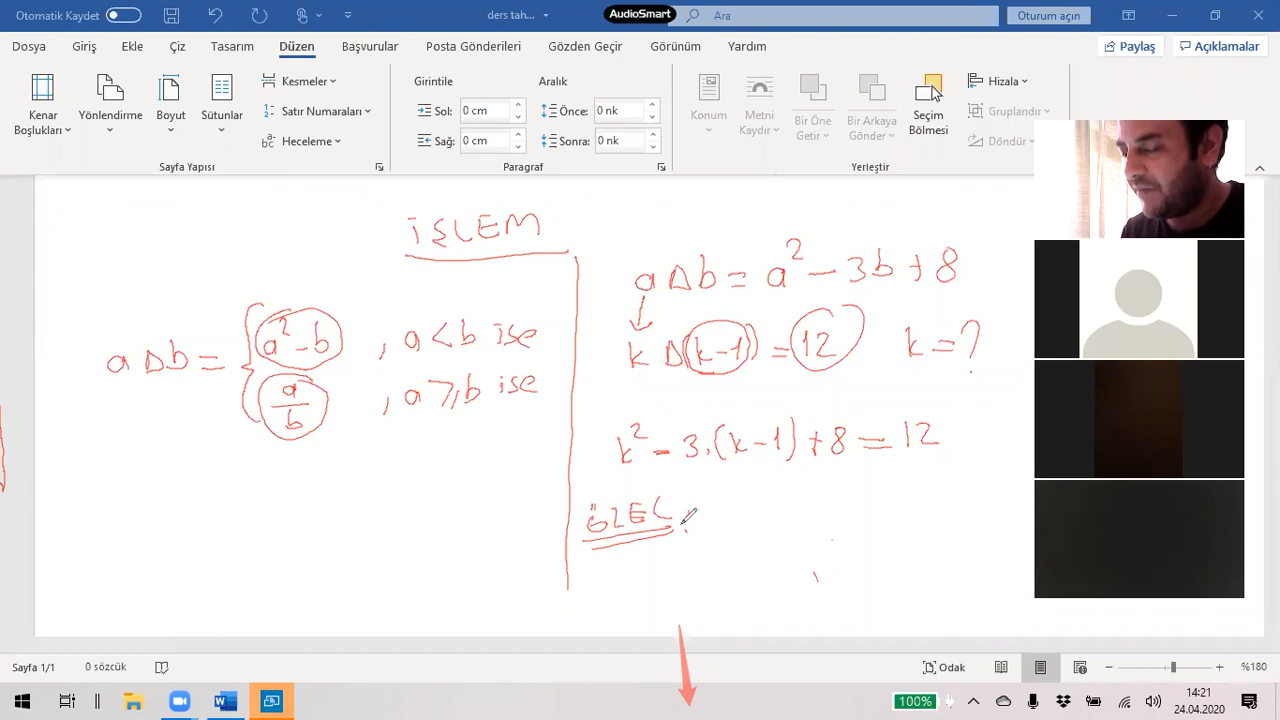 Otomatik Kaydet
ders tah...
AudioSmart
Ara
Oturum açın
Dosya Giriş Ekle Çiz Tasarım Düzen Başvurular Posta Gönderileri Gözden Geçir Görünüm Yardım
Paylaş
Açıklamalar
Kenar Boşlukları
Yönlendirme
Boyut
Sütunlar
Kesmeler
Satır Numaraları
Heceleme
Sayfa Yapısı
Girintile
Aralık
Sol: 0 cm
Önce: 0 nk
Sağ: 0 cm
Sonra: 0 nk
Paragraf
Konum
Metni Kaydır
Bir Öne Getir
Bir Arkaya Gönder
Seçim Bölmesi
Hizala
Gruplandır
Döndür
Yerleştir
İŞLEM
a Δ b = { a² - b , a < b ise
a/b , a ≥ b ise
a Δ b = a² - 3b + 8
k Δ (k-1) = 12 k = ?
k² - 3.(k-1) + 8 = 12
ÖZEL :
Sayfa 1/1
0 sözcük
Odak
%180
100%
14:21
24.04.2020